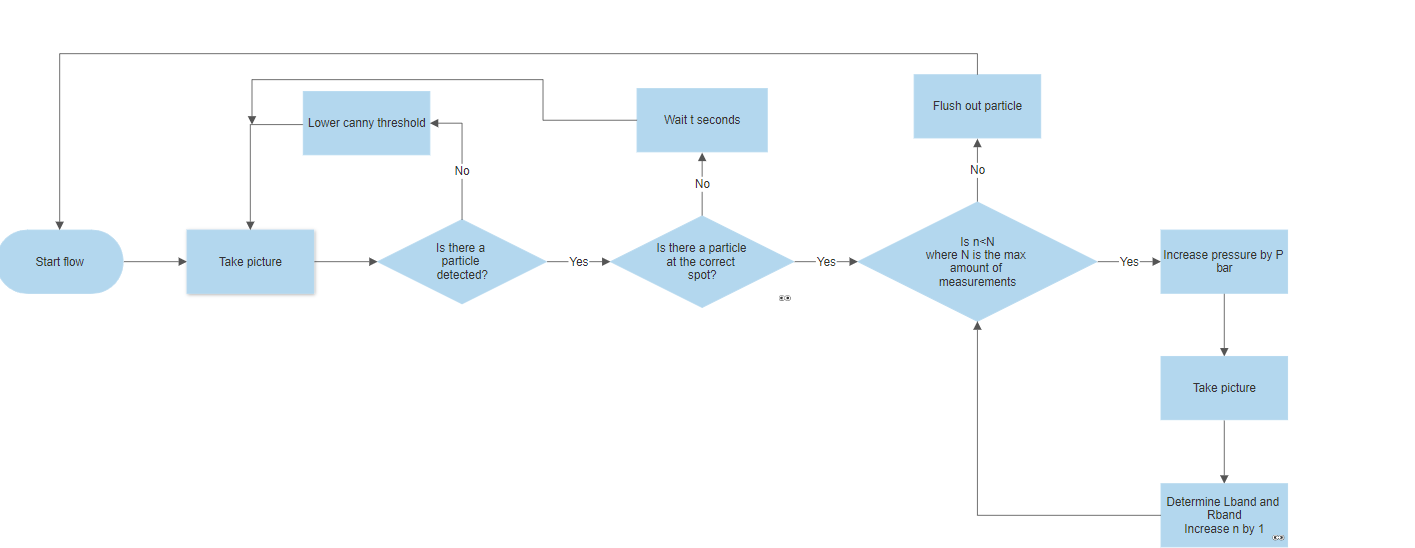 Start flow
Take picture
Lower canny threshold
No
Is there a
particle
detected?
Yes
Wait t seconds
No
Is there a particle
at the correct
spot?
Yes
Flush out particle
No
Is n<N
where N is the max
amount of
measurements
Yes
Increase pressure by P
bar
Take picture
Determine Lband and
Rband
Increase n by 1